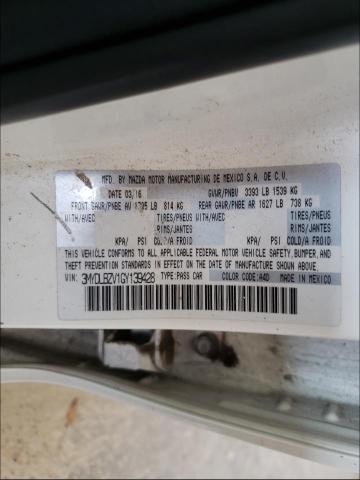 MFD. BY MAZDA MOTOR MANUFACTURING DE MEXICO S.A. DE C.V.
DATE 03/16 GVWR/PNBV 3393 LB 1539 KG
FRONT GAWR/PNBE AV 1795 LB 814 KG REAR GAWR/PNBE AR 1627 LB 738 KG
WITH/AVEC TIRES/PNEUS WITH/AVEC TIRES/PNEUS
RIMS/JANTES RIMS/JANTES
KPA/ PSI COLD/A FROID KPA/ PSI COLD/A FROID
THIS VEHICLE CONFORMS TO ALL APPLICABLE FEDERAL MOTOR VEHICLE SAFETY, BUMPER, AND
THEFT PREVENTION STANDARDS IN EFFECT ON THE DATE OF MANUFACTURE SHOWN ABOVE.
VIN: 3MYDLBZV1GY139428 TYPE: PASS CAR COLOR CODE: A4D MADE IN MEXICO